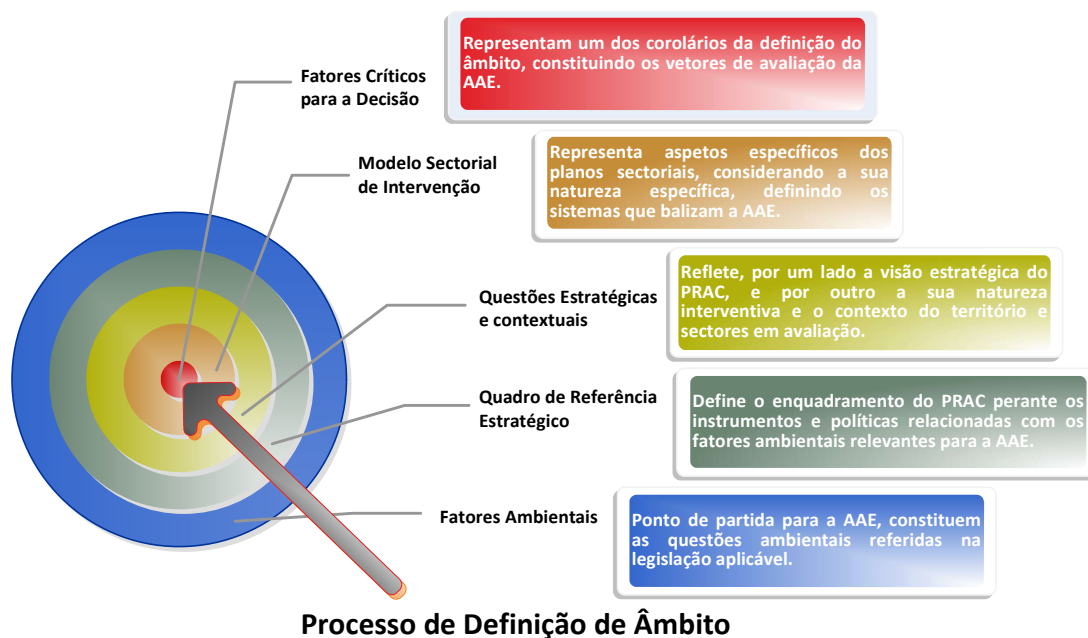 Fatores Críticos
para a Decisão
Representam um dos corolários da definição do
âmbito, constituindo os vetores de avaliação da
AAE.
Modelo Sectorial
de Intervenção
Representa aspetos específicos dos
planos sectoriais, considerando a sua
natureza específica, definindo os
sistemas que balizam a AAE.
Questões Estratégicas
e contextuais
Reflete, por um lado a visão estratégica do
PRAC, e por outro a sua natureza
interventiva e o contexto do território e
sectores em avaliação.
Quadro de Referência
Estratégico
Define o enquadramento do PRAC perante os
instrumentos e políticas relacionadas com os
fatores ambientais relevantes para a AAE.
Fatores Ambientais
Ponto de partida para a AAE, constituem
as questões ambientais referidas na
legislação aplicável.
Processo de Definição de Âmbito